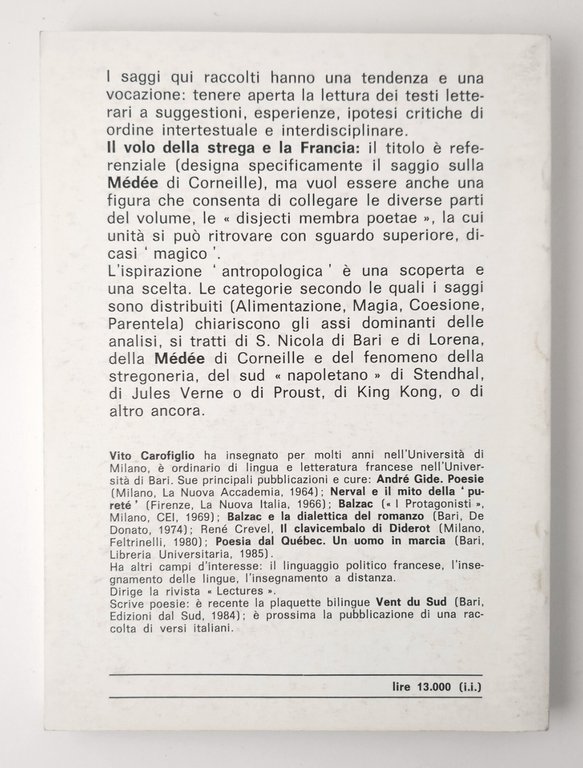 I saggi qui raccolti hanno una tendenza e una
vocazione: tenere aperta la lettura dei testi lette-
rari a suggestioni, esperienze, ipotesi critiche di
ordine intertestuale e interdisciplinare.
Il volo della strega e la Francia: il titolo è refe-
renziale (designa specificamente il saggio sulla
Médée di Corneille), ma vuol essere anche una
figura che consenta di collegare le diverse parti
del volume, le « disjecti membra poetae », la cui
unità si può ritrovare con sguardo superiore, di-
casi ' magico '.
L'ispirazione ' antropologica ' è una scoperta e
una scelta. Le categorie secondo le quali i saggi
sono distribuiti (Alimentazione, Magia, Coesione,
Parentela) chiariscono gli assi dominanti delle
analisi, si tratti di S. Nicola di Bari e di Lorena,
della Médée di Corneille e del fenomeno della
stregoneria, del sud « napoletano » di Stendhal,
di Jules Verne o di Proust, di King Kong, o di
altro ancora.
Vito Carofiglio ha insegnato per molti anni nell'Università di
Milano, è ordinario di lingua e letteratura francese nell'Univer-
sità di Bari. Sue principali pubblicazioni e cure: André Gide. Poesie
(Milano, La Nuova Accademia, 1964); Nerval e il mito della ' pu-
reté ' (Firenze, La Nuova Italia, 1966); Balzac (« I Protagonisti »,
Milano, CEI, 1969); Balzac e la dialettica del romanzo (Bari, De
Donato, 1974); René Crevel, Il clavicembalo di Diderot (Milano,
Feltrinelli, 1980); Poesia dal Québec. Un uomo in marcia (Bari,
Libreria Universitaria, 1985).
Ha altri campi d'interesse: il linguaggio politico francese, l'inse-
gnamento delle lingue, l'insegnamento a distanza.
Dirige la rivista « Lectures ».
Scrive poesie: è recente la plaquette bilingue Vent du Sud (Bari,
Edizioni dal Sud, 1984); è prossima la pubblicazione di una rac-
colta di versi italiani.
lire 13.000 (i.i.)